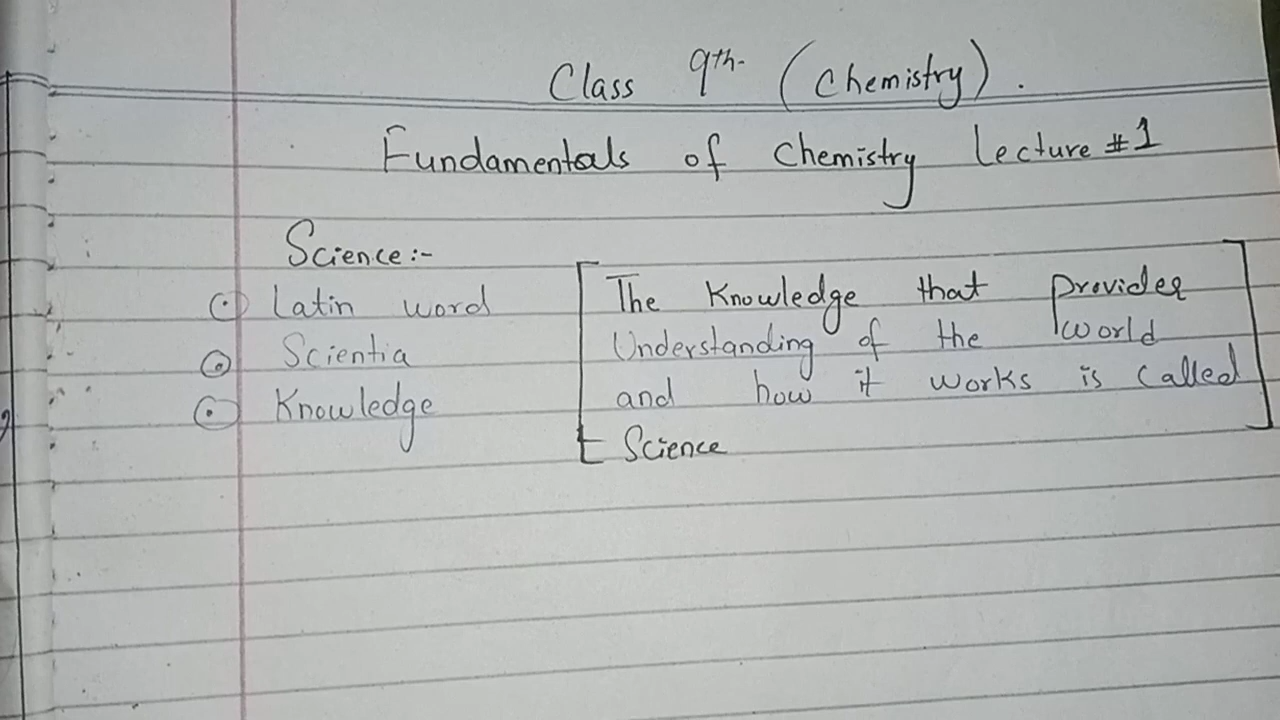 Class 9th. (Chemistry).
Fundamentals of Chemistry Lecture #1
Science:-
Latin word
Scientia
Knowledge
The Knowledge that provides
Understanding of the world
and how it works is called
Science